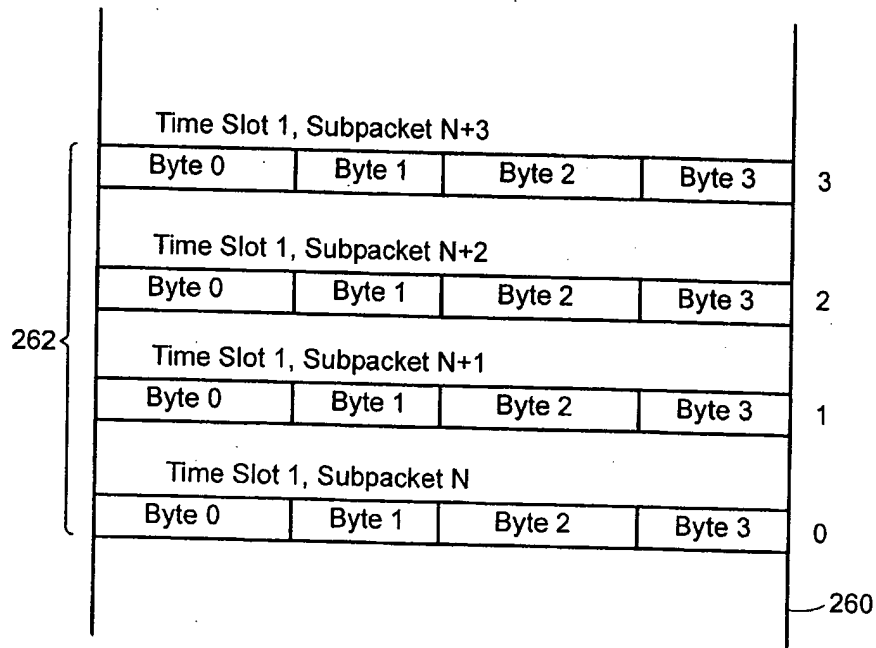 Time Slot 1, Subpacket N+3
Byte 0 Byte 1 Byte 2 Byte 3 3
Time Slot 1, Subpacket N+2
Byte 0 Byte 1 Byte 2 Byte 3 2
262
Time Slot 1, Subpacket N+1
Byte 0 Byte 1 Byte 2 Byte 3 1
Time Slot 1, Subpacket N
Byte 0 Byte 1 Byte 2 Byte 3 0
260